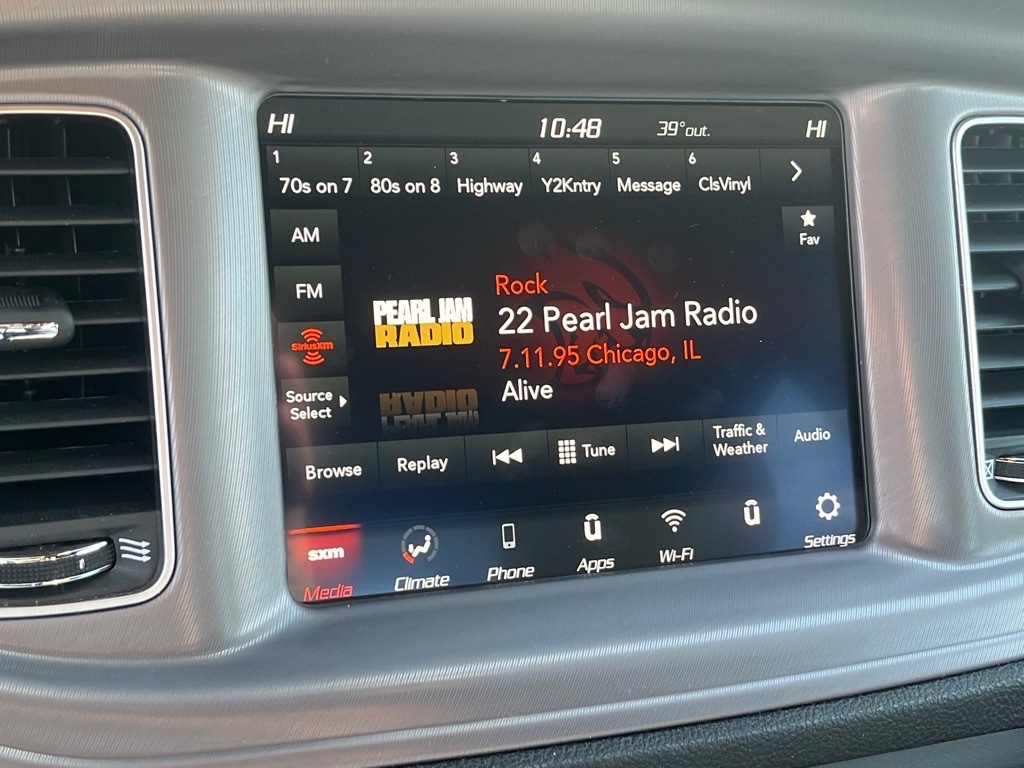 HI 10:48 39°out. HI
1 2 3 4 5 6
70s on 7 80s on 8 Highway Y2Kntry Message ClsVinyl
AM
Fav
FM
Rock
PEARL JAM
RADIO
22 Pearl Jam Radio
SiriusXM
7.11.95 Chicago, IL
Alive
Source
Select
Browse Replay Tune Traffic &
Weather Audio
sxm
Media Climate Phone Apps Wi-Fi Settings